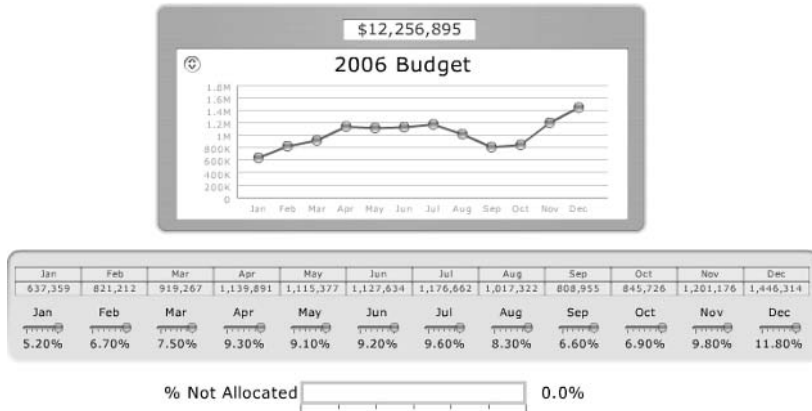 $12,256,895
2006 Budget
1.8M
1.6M
1.4M
1.2M
1M
800K
600K
400K
200K
0
Jan Feb Mar Apr May Jun Jul Aug Sep Oct Nov Dec
Jan Feb Mar Apr May Jun Jul Aug Sep Oct Nov Dec
637,359 821,212 919,267 1,139,891 1,115,377 1,127,634 1,176,662 1,017,322 808,955 845,726 1,201,176 1,446,314
Jan Feb Mar Apr May Jun Jul Aug Sep Oct Nov Dec
5.20% 6.70% 7.50% 9.30% 9.10% 9.20% 9.60% 8.30% 6.60% 6.90% 9.80% 11.80%
% Not Allocated 0.0%